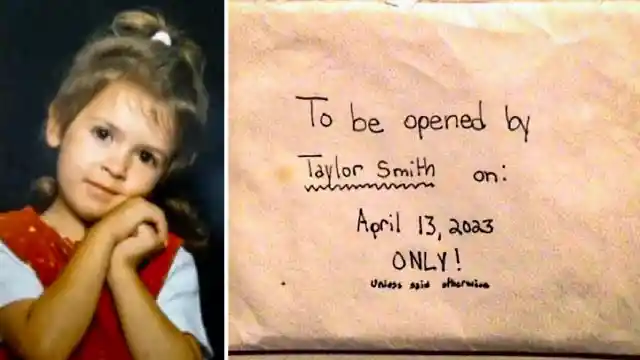 To be opened by
Taylor Smith on:
April 13, 2023
ONLY!
Unless said otherwise